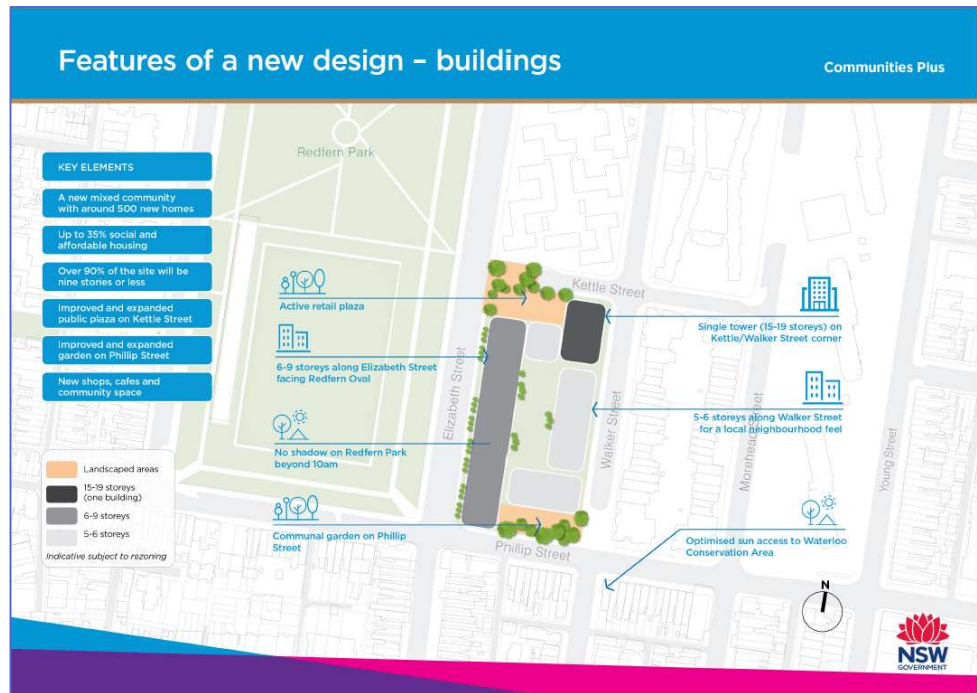 Features of a new design – buildings
Communities Plus
Redfern Park
KEY ELEMENTS
A new mixed community
with around 500 new homes
Up to 35% social and
affordable housing
Over 90% of the site will be
nine stories or less
Improved and expanded
public plaza on Kettle Street
Improved and expanded
garden on Phillip Street
New shops, cafes and
community space
Landscaped areas
15-19 storeys
(one building)
6-9 storeys
5-6 storeys
Indicative subject to rezoning
Active retail plaza
6-9 storeys along Elizabeth Street
facing Redfern Oval
No shadow on Redfern Park
beyond 10am
Communal garden on Phillip
Street
Elizabeth Street
Kettle Street
Walker Street
Phillip Street
Morehead Street
Young Street
Single tower (15-19 storeys) on
Kettle/Walker Street corner
5-6 storeys along Walker Street
for a local neighbourhood feel
Optimised sun access to Waterloo
Conservation Area
N
NSW
GOVERNMENT